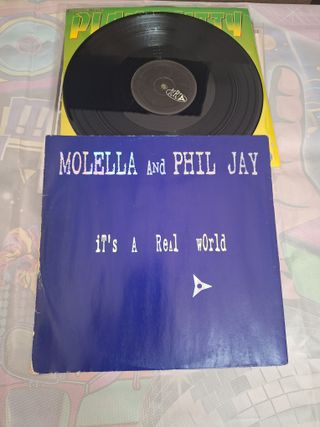 MOLELLA AnD PHIL JAY
iT's A ReAl wOrld